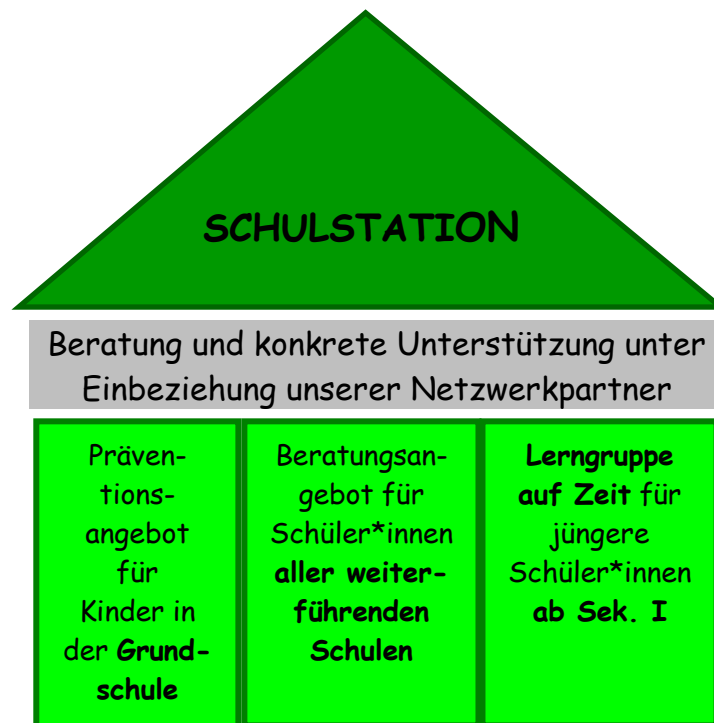 SCHULSTATION
Beratung und konkrete Unterstützung unter
Einbeziehung unserer Netzwerkpartner
Präven-
tions-
angebot
für
Kinder in
der Grund-
schule
Beratungsan-
gebot für
Schüler*innen
aller weiter-
führenden
Schulen
Lerngruppe
auf Zeit für
jüngere
Schüler*innen
ab Sek. I